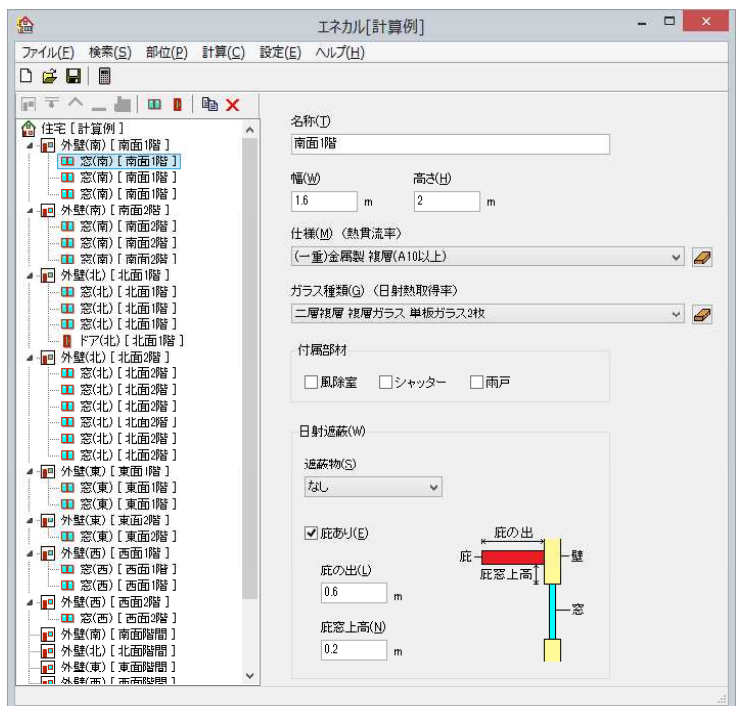 エネカル[計算例]
ファイル(F) 検索(S) 部位(P) 計算(C) 設定(E) ヘルプ(H)
住宅 [ 計算例 ]
外壁(南) [ 南面1階 ]
窓(南) [ 南面1階 ]
窓(南) [ 南面1階 ]
窓(南) [ 南面1階 ]
外壁(南) [ 南面2階 ]
窓(南) [ 南面2階 ]
窓(南) [ 南面2階 ]
窓(南) [ 南面2階 ]
外壁(北) [ 北面1階 ]
窓(北) [ 北面1階 ]
窓(北) [ 北面1階 ]
窓(北) [ 北面1階 ]
ドア(北) [ 北面1階 ]
外壁(北) [ 北面2階 ]
窓(北) [ 北面2階 ]
窓(北) [ 北面2階 ]
窓(北) [ 北面2階 ]
窓(北) [ 北面2階 ]
窓(北) [ 北面2階 ]
窓(北) [ 北面2階 ]
外壁(東) [ 東面1階 ]
窓(東) [ 東面1階 ]
窓(東) [ 東面1階 ]
外壁(東) [ 東面2階 ]
窓(東) [ 東面2階 ]
外壁(西) [ 西面1階 ]
窓(西) [ 西面1階 ]
窓(西) [ 西面1階 ]
外壁(西) [ 西面2階 ]
窓(西) [ 西面2階 ]
外壁(南) [ 南面階間 ]
外壁(北) [ 北面階間 ]
外壁(東) [ 東面階間 ]
外壁(西) [ 西面階間 ]
名称(T)
南面1階
幅(W) 高さ(H)
1.6 m 2 m
仕様(M) (熱貫流率)
(一重)金属製 複層(A10以上)
ガラス種類(G) (日射熱取得率)
二層複層 複層ガラス 単板ガラス2枚
付属部材
風除室 シャッター 雨戸
日射遮蔽(W)
遮蔽物(S)
なし
庇あり(E)
庇の出(L)
0.6 m
庇窓上高(N)
0.2 m
庇の出
庇 壁
庇窓上高
窓